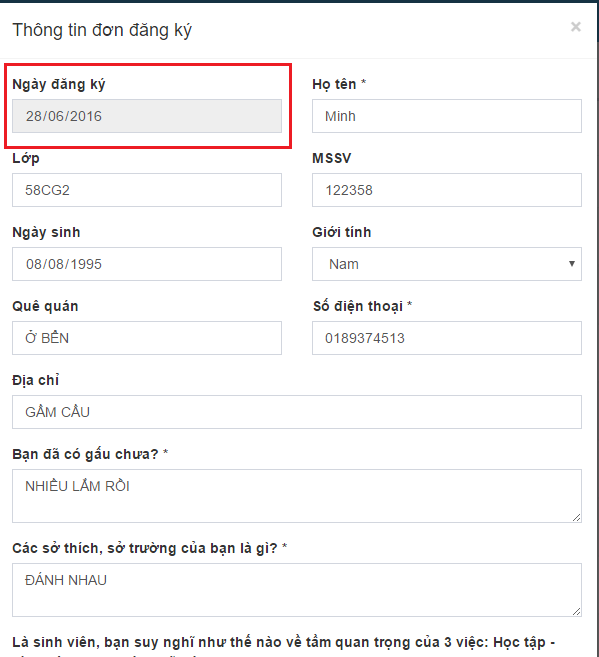 Thông tin đơn đăng ký ×
Ngày đăng ký Họ tên *
28/06/2016 Minh
Lớp MSSV
58CG2 122358
Ngày sinh Giới tính
08/08/1995 Nam
Quê quán Số điện thoại *
Ở BỂN 0189374513
Địa chỉ
GẦM CẦU
Bạn đã có gấu chưa? *
NHIỀU LẮM RỒI
Các sở thích, sở trường của bạn là gì? *
ĐÁNH NHAU
Là sinh viên, bạn suy nghĩ như thế nào về tầm quan trọng của 3 việc: Học tập -